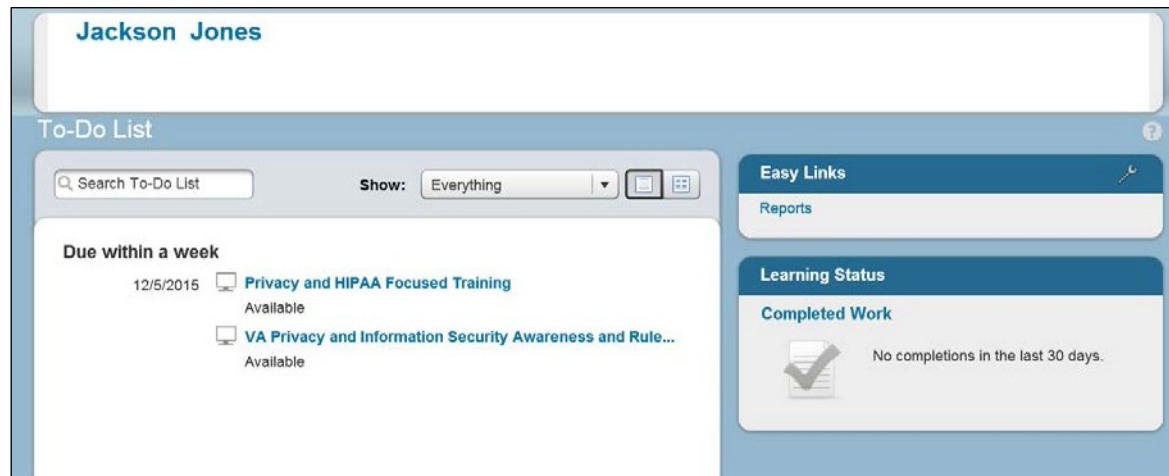 Jackson Jones
To-Do List
?
Search To-Do List
Show: Everything
Due within a week
12/5/2015 Privacy and HIPAA Focused Training
Available
VA Privacy and Information Security Awareness and Rule...
Available
Easy Links
Reports
Learning Status
Completed Work
No completions in the last 30 days.